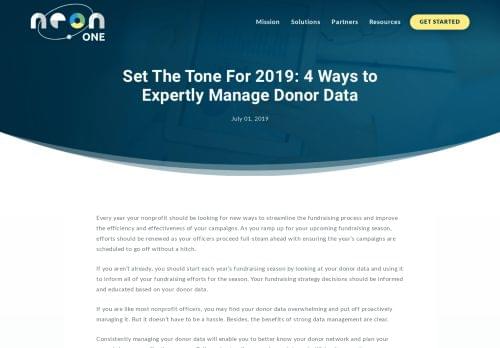 neon
ONE
Mission Solutions Partners Resources GET STARTED
Set The Tone For 2019: 4 Ways to
Expertly Manage Donor Data
July 01, 2019
Every year your nonprofit should be looking for new ways to streamline the fundraising process and improve
the efficiency and effectiveness of your campaigns. As you ramp up for your upcoming fundraising season,
efforts should be renewed as your officers proceed full-steam ahead with ensuring the year's campaigns are
scheduled to go off without a hitch.
If you aren't already, you should start each year's fundraising season by looking at your donor data and using it
to inform all of your fundraising efforts for the season. Your fundraising strategy decisions should be informed
and educated based on your donor data.
If you are like most nonprofit officers, you may find your donor data overwhelming and put off proactively
managing it. But it doesn't have to be a hassle. Besides, the benefits of strong data management are clear.
Consistently managing your donor data will enable you to better know your donor network and plan your